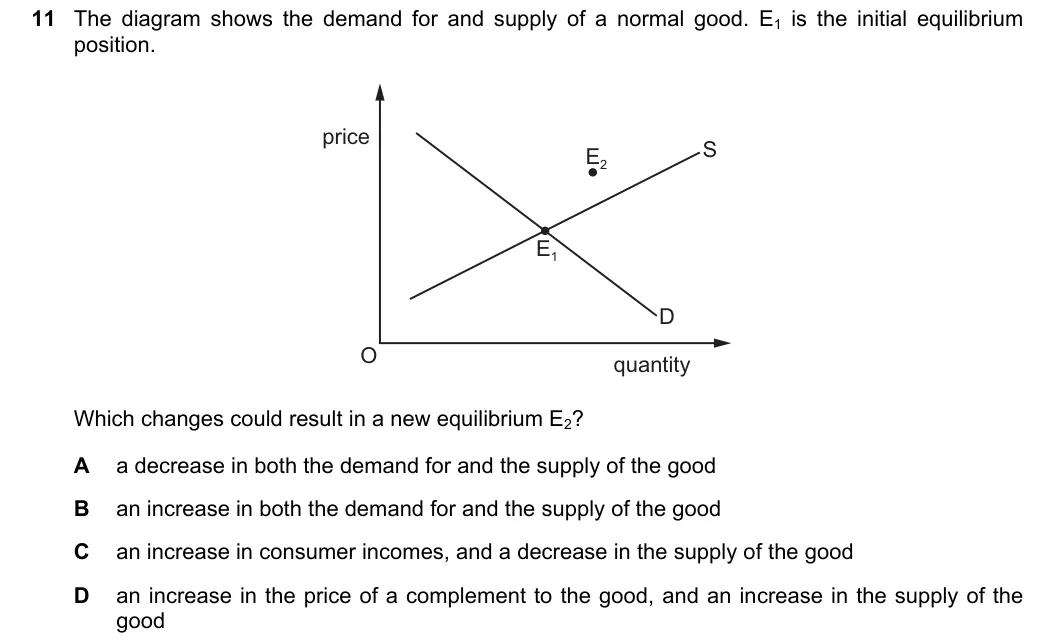 11 The diagram shows the demand for and supply of a normal good. E₁ is the initial equilibrium
position.
price
E₂
S
E₁
D
O
quantity
Which changes could result in a new equilibrium E₂?
A a decrease in both the demand for and the supply of the good
B an increase in both the demand for and the supply of the good
C an increase in consumer incomes, and a decrease in the supply of the good
D an increase in the price of a complement to the good, and an increase in the supply of the
good